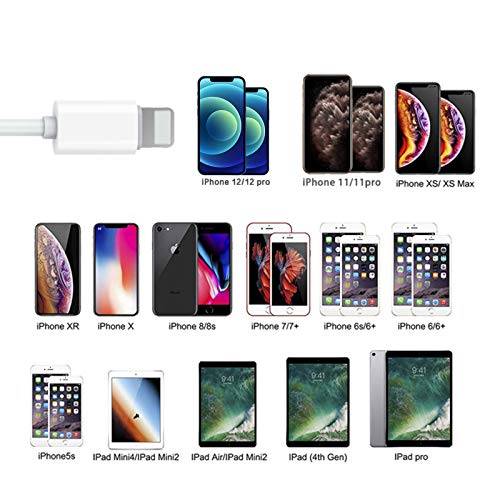 iPhone 12/12 pro
iPhone 11/11pro
iPhone XS/ XS Max
iPhone XR
iPhone X
iPhone 8/8s
iPhone 7/7+
iPhone 6s/6+
iPhone 6/6+
iPhone5s
IPad Mini4/IPad Mini2
IPad Air/IPad Mini2
IPad (4th Gen)
IPad pro